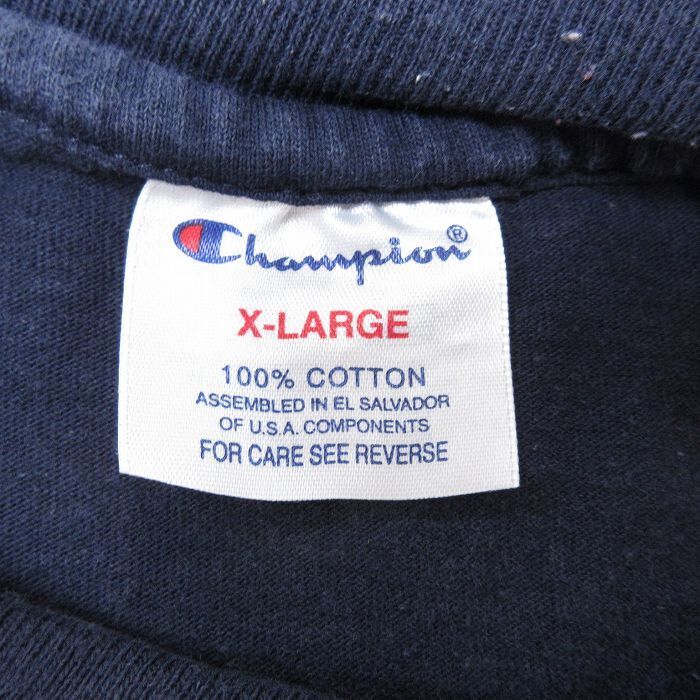 Champion®
X-LARGE
100% COTTON
ASSEMBLED IN EL SALVADOR
OF U.S.A. COMPONENTS
FOR CARE SEE REVERSE